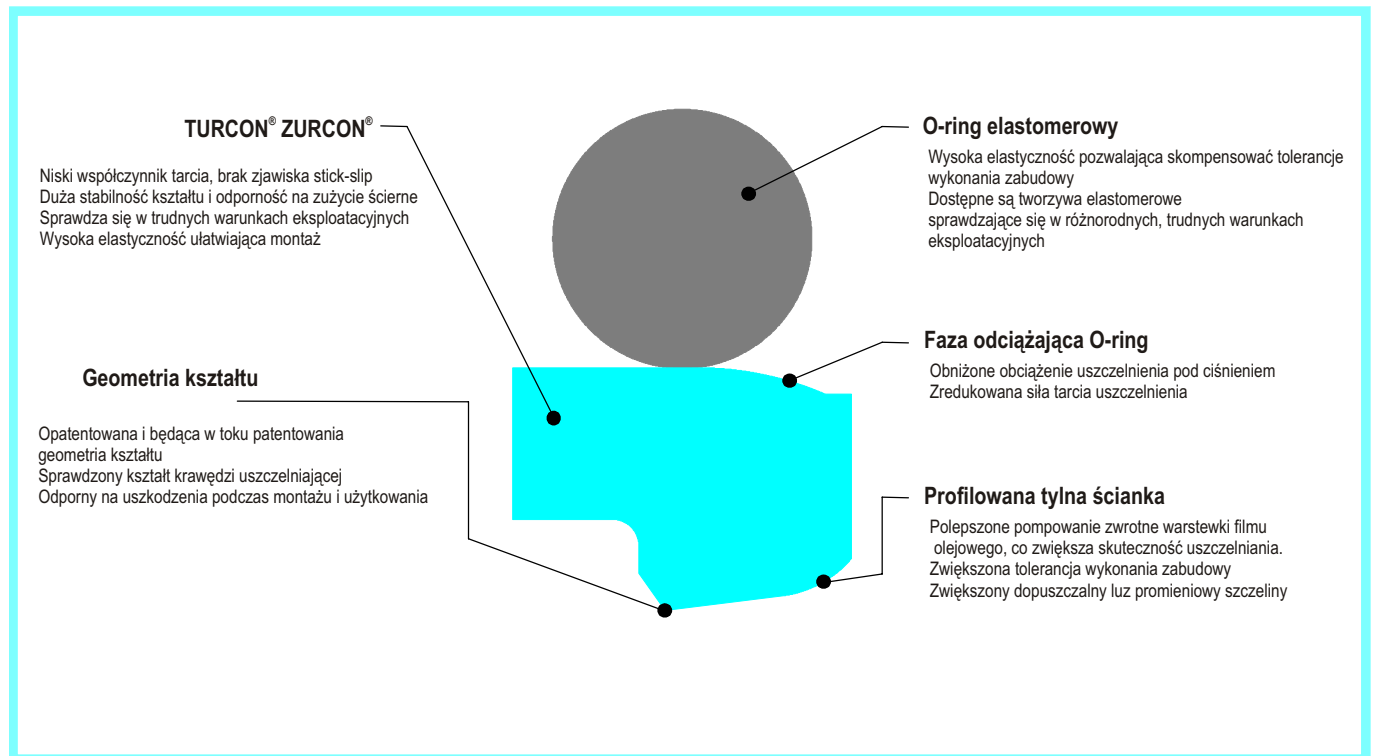 TURCON® ZURCON®
Niski współczynnik tarcia, brak zjawiska stick-slip
Duża stabilność kształtu i odporność na zużycie ścierne
Sprawdza się w trudnych warunkach eksploatacyjnych
Wysoka elastyczność ułatwiająca montaż
Geometria kształtu
Opatentowana i będąca w toku patentowania
geometria kształtu
Sprawdzony kształt krawędzi uszczelniającej
Odporny na uszkodzenia podczas montażu i użytkowania
O-ring elastomerowy
Wysoka elastyczność pozwalająca skompensować tolerancje
wykonania zabudowy
Dostępne są tworzywa elastomerowe
sprawdzające się w różnorodnych, trudnych warunkach
eksploatacyjnych
Faza odciążająca O-ring
Obniżone obciążenie uszczelnienia pod ciśnieniem
Zredukowana siła tarcia uszczelnienia
Profilowana tylna ścianka
Polepszone pompowanie zwrotne warstewki filmu
olejowego, co zwiększa skuteczność uszczelniania.
Zwiększona tolerancja wykonania zabudowy
Zwiększony dopuszczalny luz promieniowy szczeliny